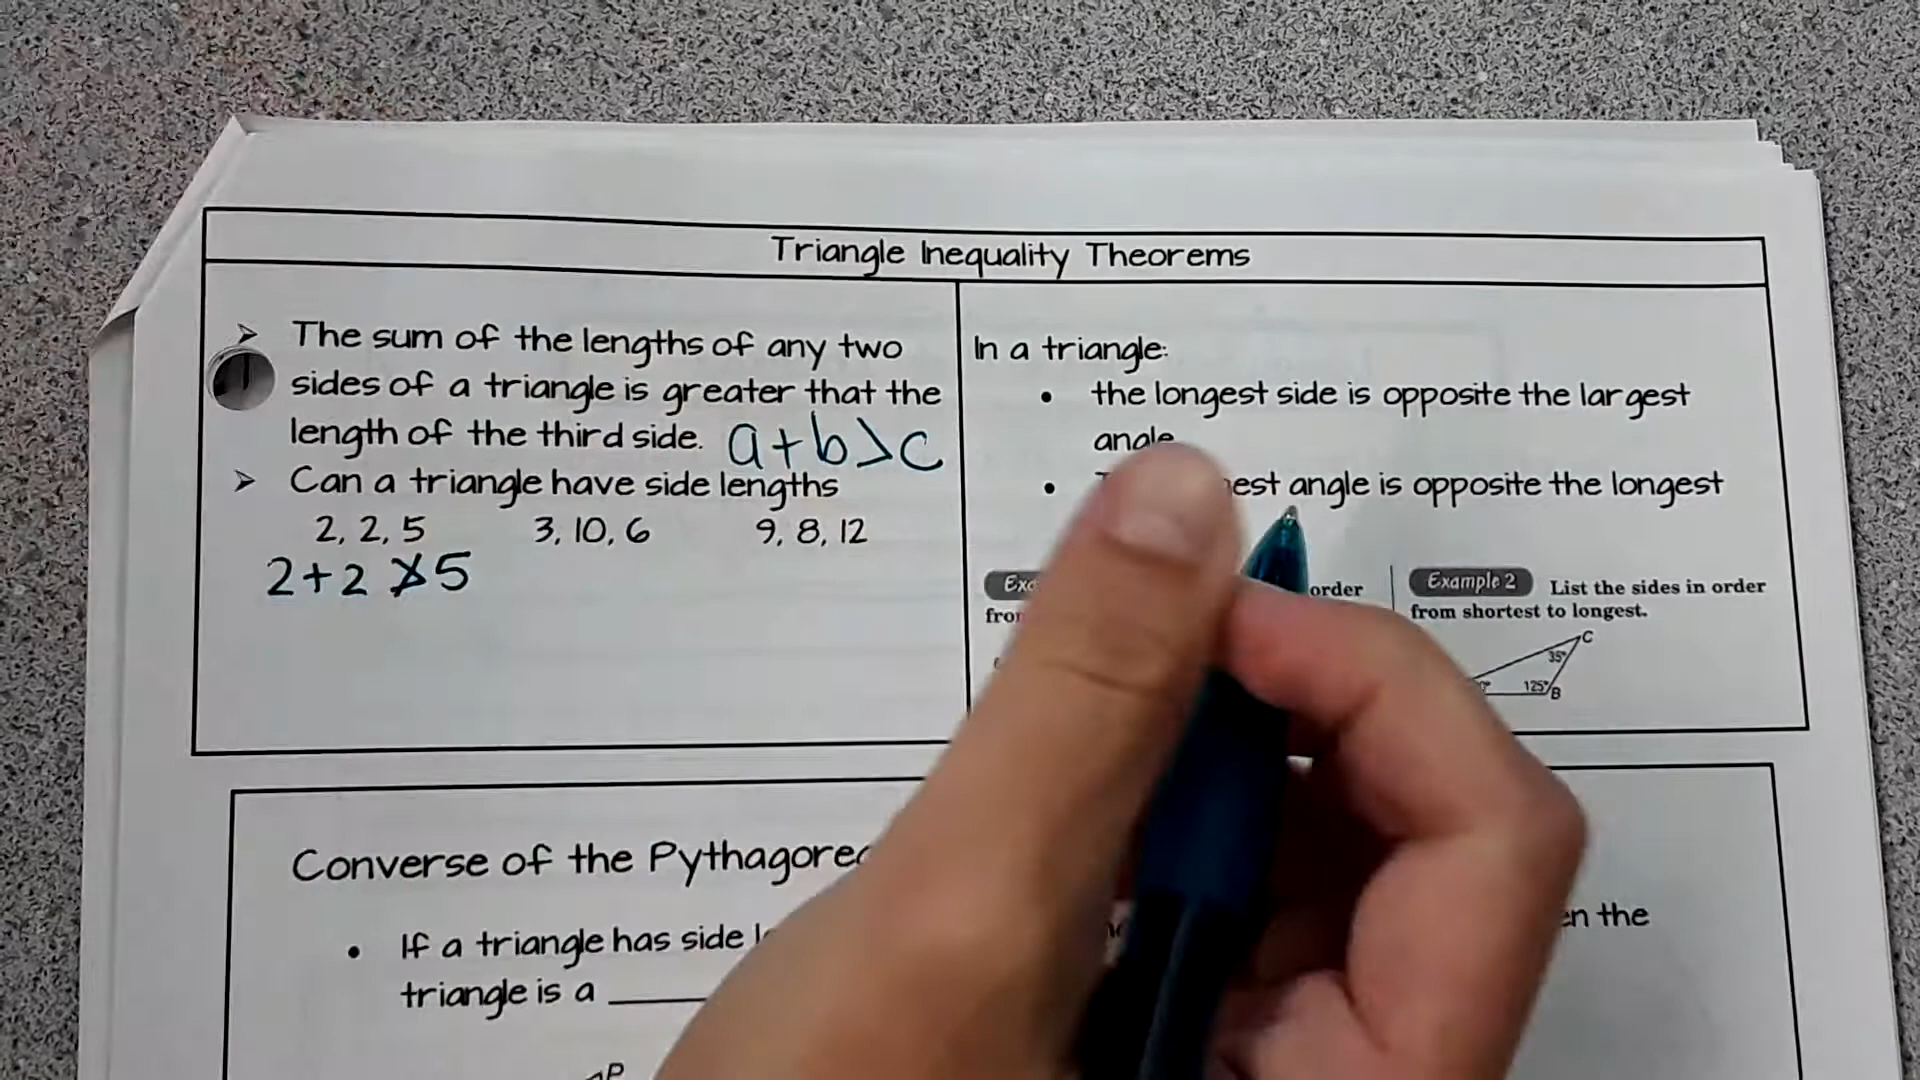 Triangle Inequality Theorems
➢ The sum of the lengths of any two
sides of a triangle is greater that the
length of the third side. a+b>c
➢ Can a triangle have side lengths
2, 2, 5 3, 10, 6 9, 8, 12
2+2 ≯ 5
In a triangle:
• the longest side is opposite the largest
angle
• angle is opposite the longest
order
Example 2 List the sides in order
from shortest to longest.
C
35°
125° B
Converse of the
• If a triangle has side
triangle is a ______
en the
P